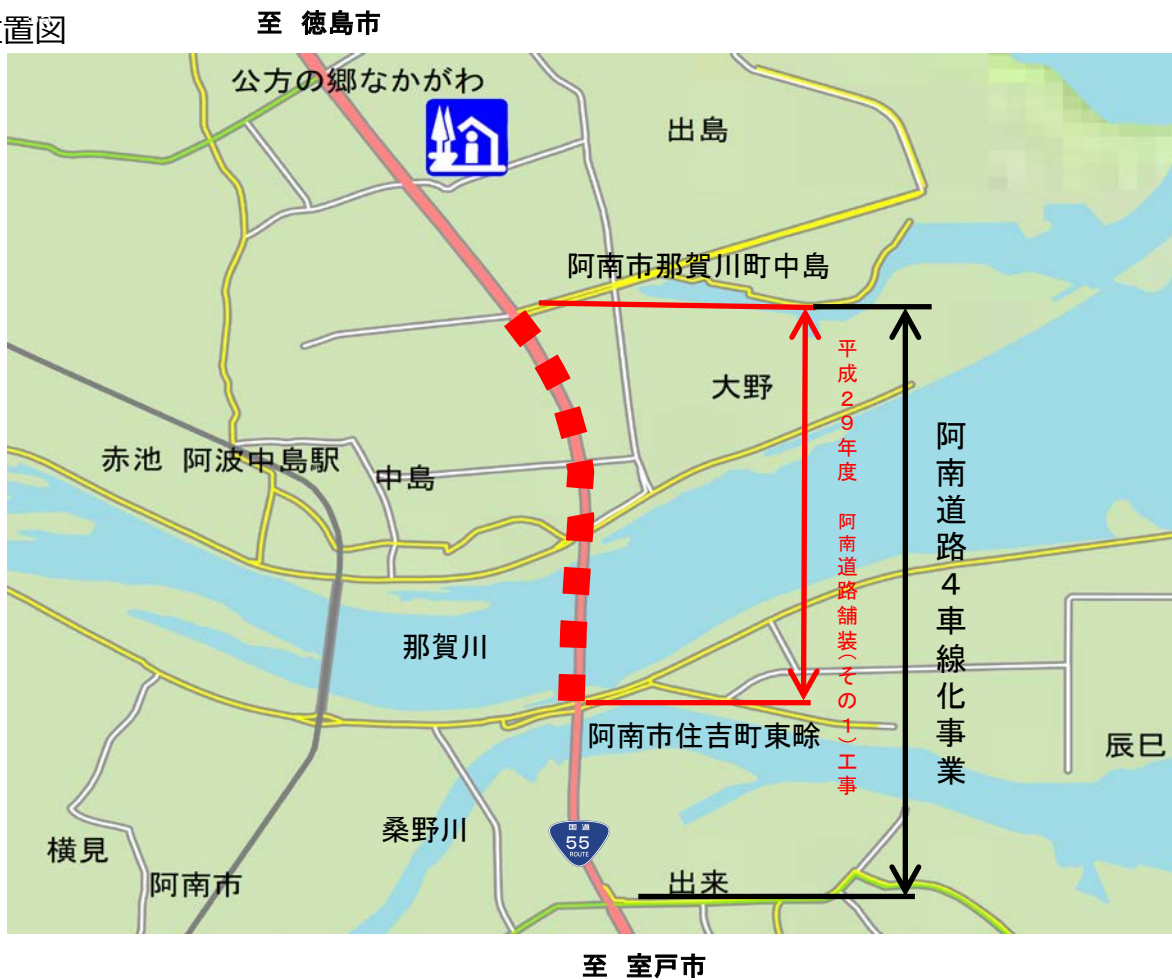 置図
至 徳島市
公方の郷なかがわ
出島
阿南市那賀川町中島
大野
平成29年度 阿南道路舗装(その1)工事
阿南道路4車線化事業
赤池
阿波中島駅
中島
那賀川
阿南市住吉町東畭
辰巳
桑野川
国道
55
ROUTE
横見
阿南市
出来
至 室戸市